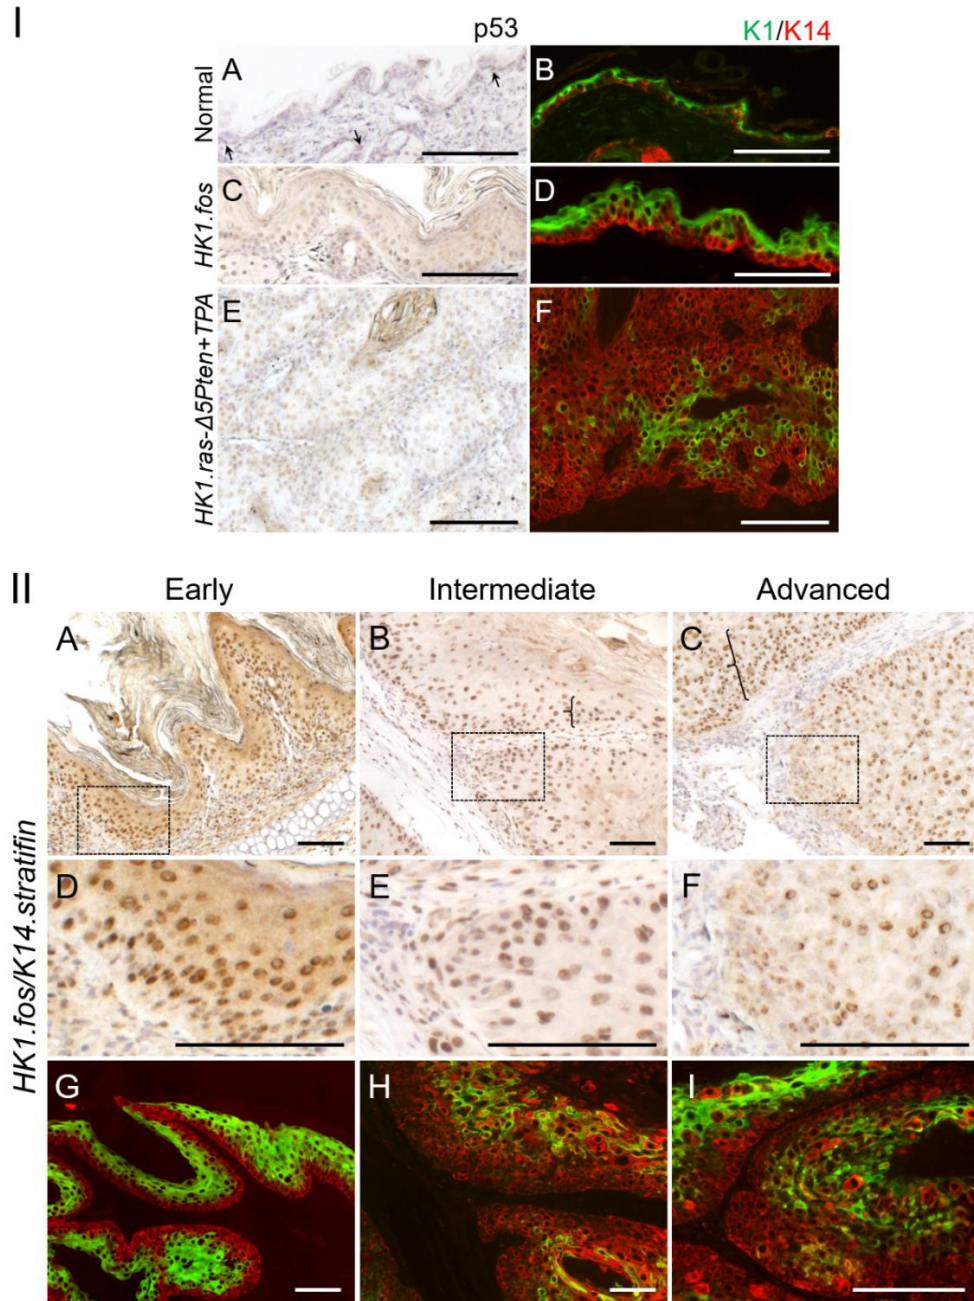 I
p53
K1/K14
Normal
A
B
HK1.fos
C
D
HK1.ras-Δ5Pten+TPA
E
F
II
Early
Intermediate
Advanced
HK1.fos/K14.stratifin
A
B
C
D
E
F
G
H
I